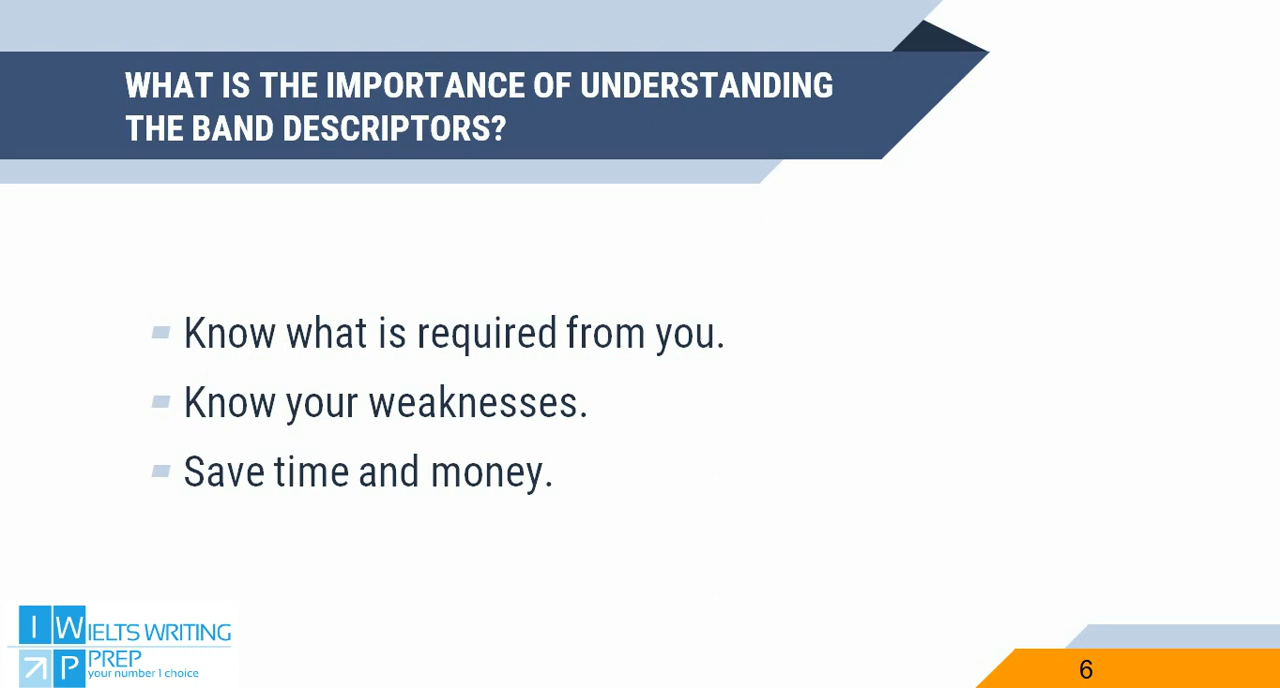 WHAT IS THE IMPORTANCE OF UNDERSTANDING
THE BAND DESCRIPTORS?
Know what is required from you.
Know your weaknesses.
Save time and money.
I W IELTS WRITING
P PREP
your number 1 choice
6